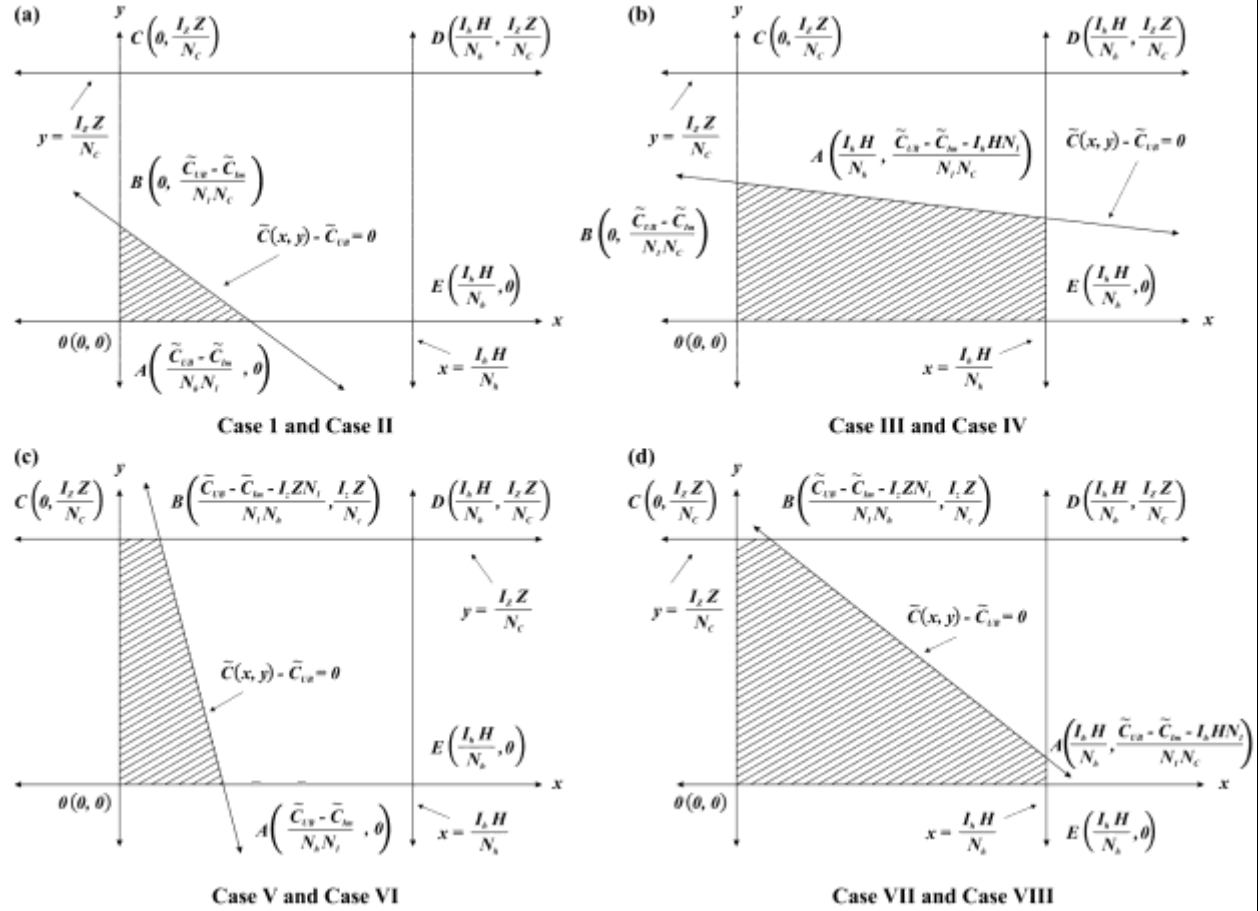 (a)
y
C(0, I_Z Z / N_C)
D(I_h H / N_h, I_Z Z / N_C)
y = I_Z Z / N_C
B(0, (C̃_UB - C̃_lm) / N_l N_C)
C̄(x, y) - C̄_UB = 0
E(I_h H / N_h, 0)
x
0(0, 0)
A((C̃_UB - C̃_lm) / N_h N_l, 0)
x = I_h H / N_h
Case 1 and Case II
(b)
y
C(0, I_Z Z / N_C)
D(I_h H / N_h, I_Z Z / N_C)
y = I_Z Z / N_C
A(I_h H / N_h, (C̃_UB - C̃_lm - I_h HN_l) / N_l N_C)
C̃(x, y) - C̃_UB = 0
B(0, (C̃_UB - C̃_lm) / N_l N_C)
E(I_h H / N_h, 0)
x
0(0, 0)
x = I_h H / N_h
Case III and Case IV
(c)
y
C(0, I_Z Z / N_C)
B((C̄_UB - C̄_lm - I_z ZN_l) / N_l N_h, I_z Z / N_c)
D(I_h H / N_h, I_Z Z / N_C)
y = I_Z Z / N_C
C̄(x, y) - C̄_UB = 0
E(I_h H / N_h, 0)
x
0(0, 0)
A((C̄_UB - C̄_lm) / N_h N_l, 0)
x = I_h H / N_h
Case V and Case VI
(d)
y
C(0, I_Z Z / N_C)
B((C̃_UB - C̃_lm - I_z ZN_l) / N_l N_h, I_z Z / N_c)
D(I_h H / N_h, I_Z Z / N_C)
y = I_Z Z / N_C
C̄(x, y) - C̄_UB = 0
A(I_h H / N_h, (C̃_UB - C̃_lm - I_h HN_l) / N_l N_C)
x
0(0, 0)
x = I_h H / N_h
E(I_h H / N_h, 0)
Case VII and Case VIII